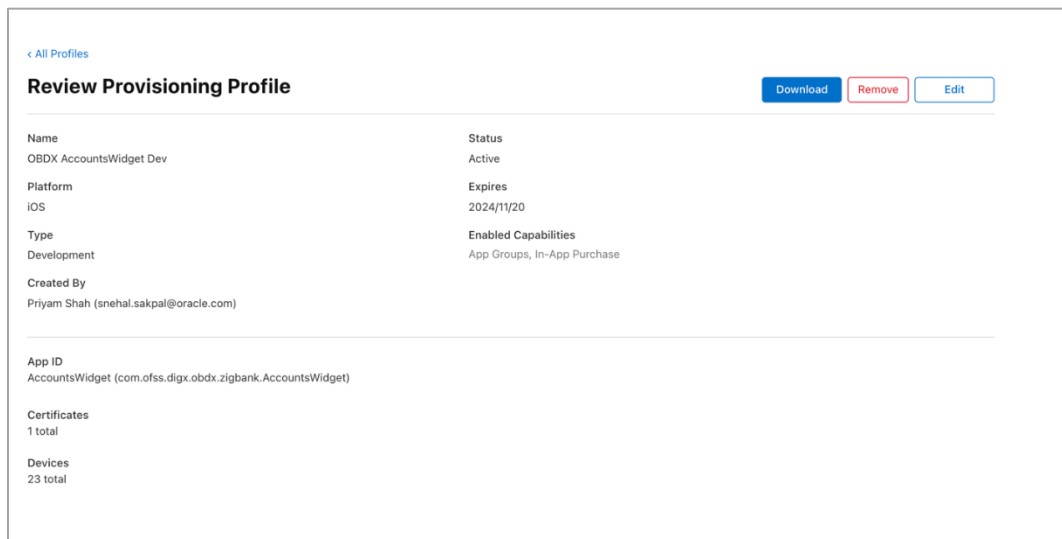 ‹ All Profiles
Review Provisioning Profile
Download
Remove
Edit
Name
OBDX AccountsWidget Dev
Status
Active
Platform
iOS
Expires
2024/11/20
Type
Development
Enabled Capabilities
App Groups, In-App Purchase
Created By
Priyam Shah (snehal.sakpal@oracle.com)
App ID
AccountsWidget (com.ofss.digx.obdx.zigbank.AccountsWidget)
Certificates
1 total
Devices
23 total